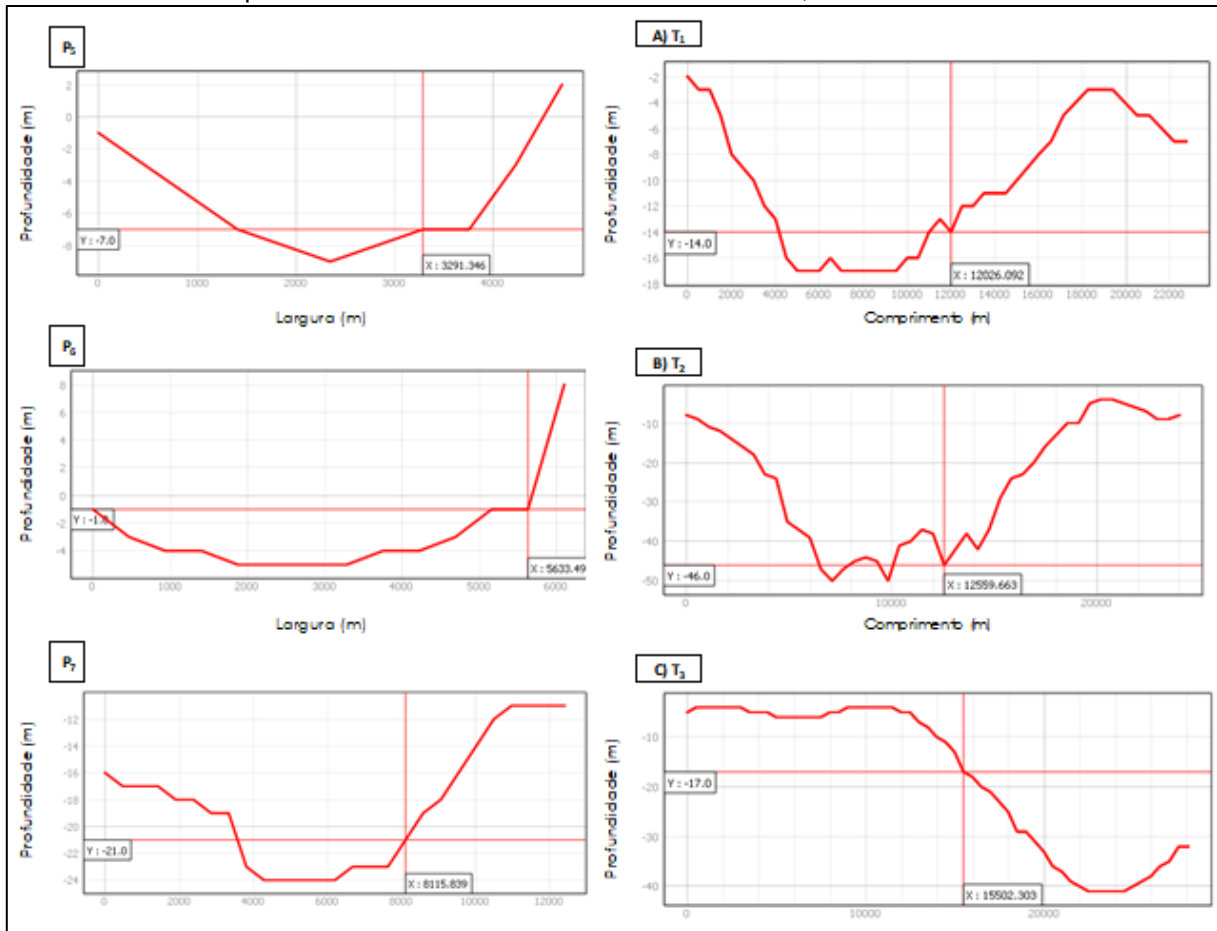 P₅
Profundidade (m)
2
0
-2
-4
-6
Y : -7.0
-8
X : 3291.346
0 1000 2000 3000 4000
Largura (m)
A) T₁
Profundidade (m)
-2
-4
-6
-8
-10
-12
-14
Y : -14.0
-16
-18
X : 12026.092
0 2000 4000 6000 8000 10000 12000 14000 16000 18000 20000 22000
Comprimento (m)
P₆
Profundidade (m)
8
6
4
2
0
Y : -1.0
-2
-4
X : 5633.49
0 1000 2000 3000 4000 5000 6000
Largura (m)
B) T₂
Profundidade (m)
-10
-20
-30
-40
Y : -46.0
-50
X : 12559.663
0 10000 20000
Comprimento (m)
P₇
Profundidade (m)
-12
-14
-16
-18
-20
Y : -21.0
-22
-24
X : 8115.839
0 2000 4000 6000 8000 10000 12000
C) T₃
Profundidade (m)
-10
Y : -17.0
-20
-30
-40
X : 15502.303
0 10000 20000